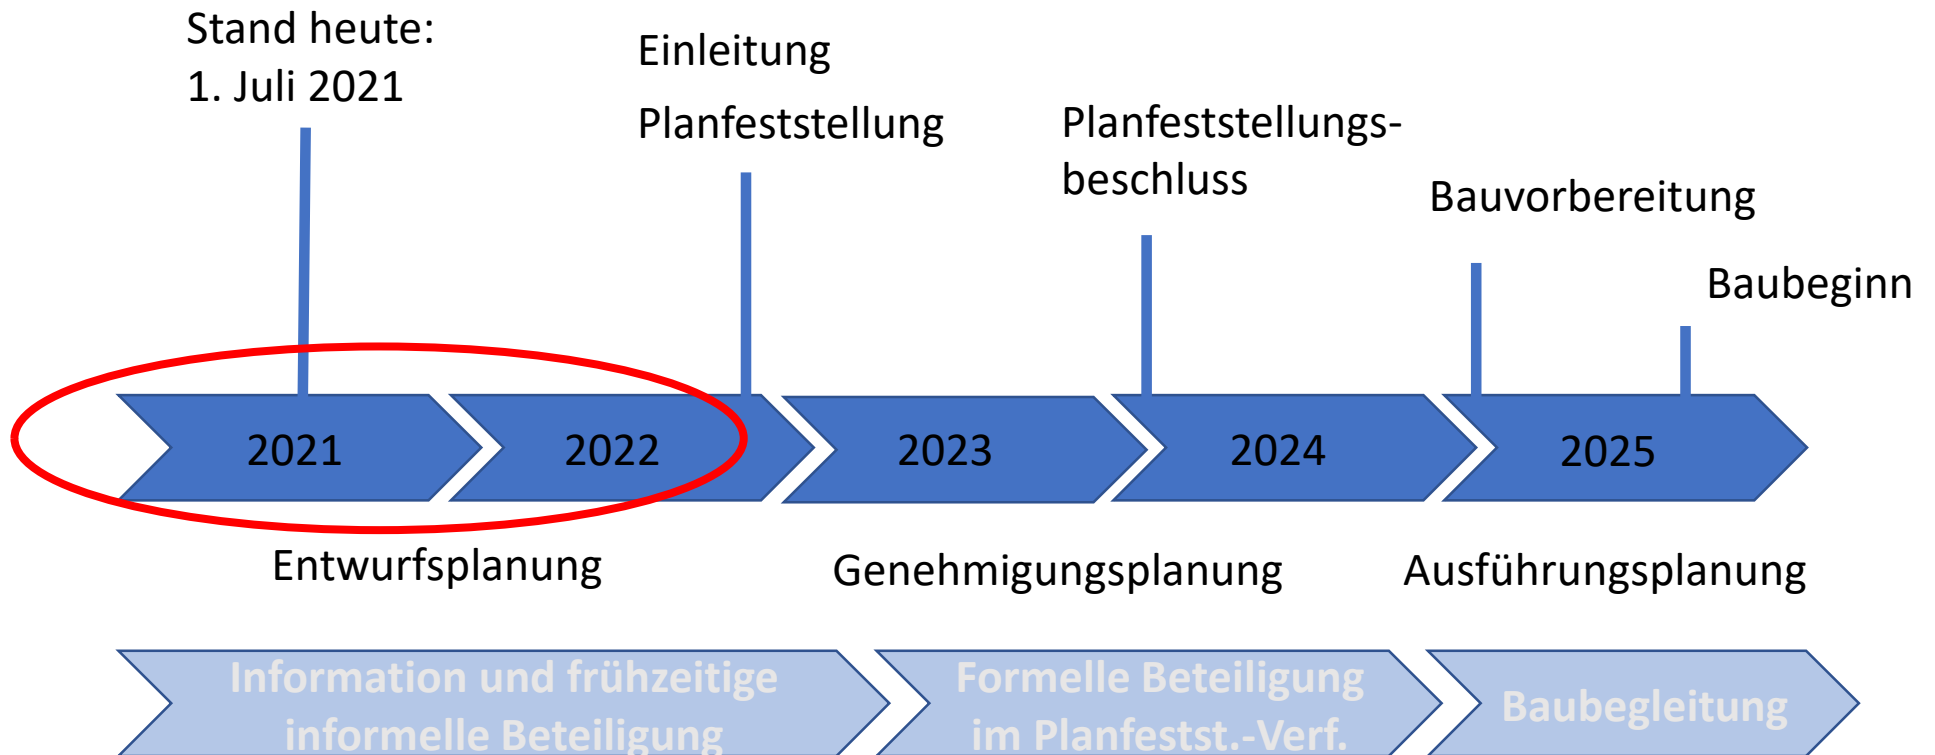 Stand heute:
1. Juli 2021
Einleitung
Planfeststellung
Planfeststellungs-
beschluss
Bauvorbereitung
Baubeginn
2021
2022
2023
2024
2025
Entwurfsplanung
Genehmigungsplanung
Ausführungsplanung
Information und frühzeitige
informelle Beteiligung
Formelle Beteiligung
im Planfestst.-Verf.
Baubegleitung